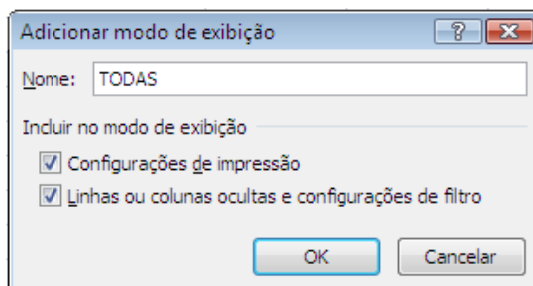 Adicionar modo de exibição
Nome: TODAS
Incluir no modo de exibição
Configurações de impressão
Linhas ou colunas ocultas e configurações de filtro
OK Cancelar